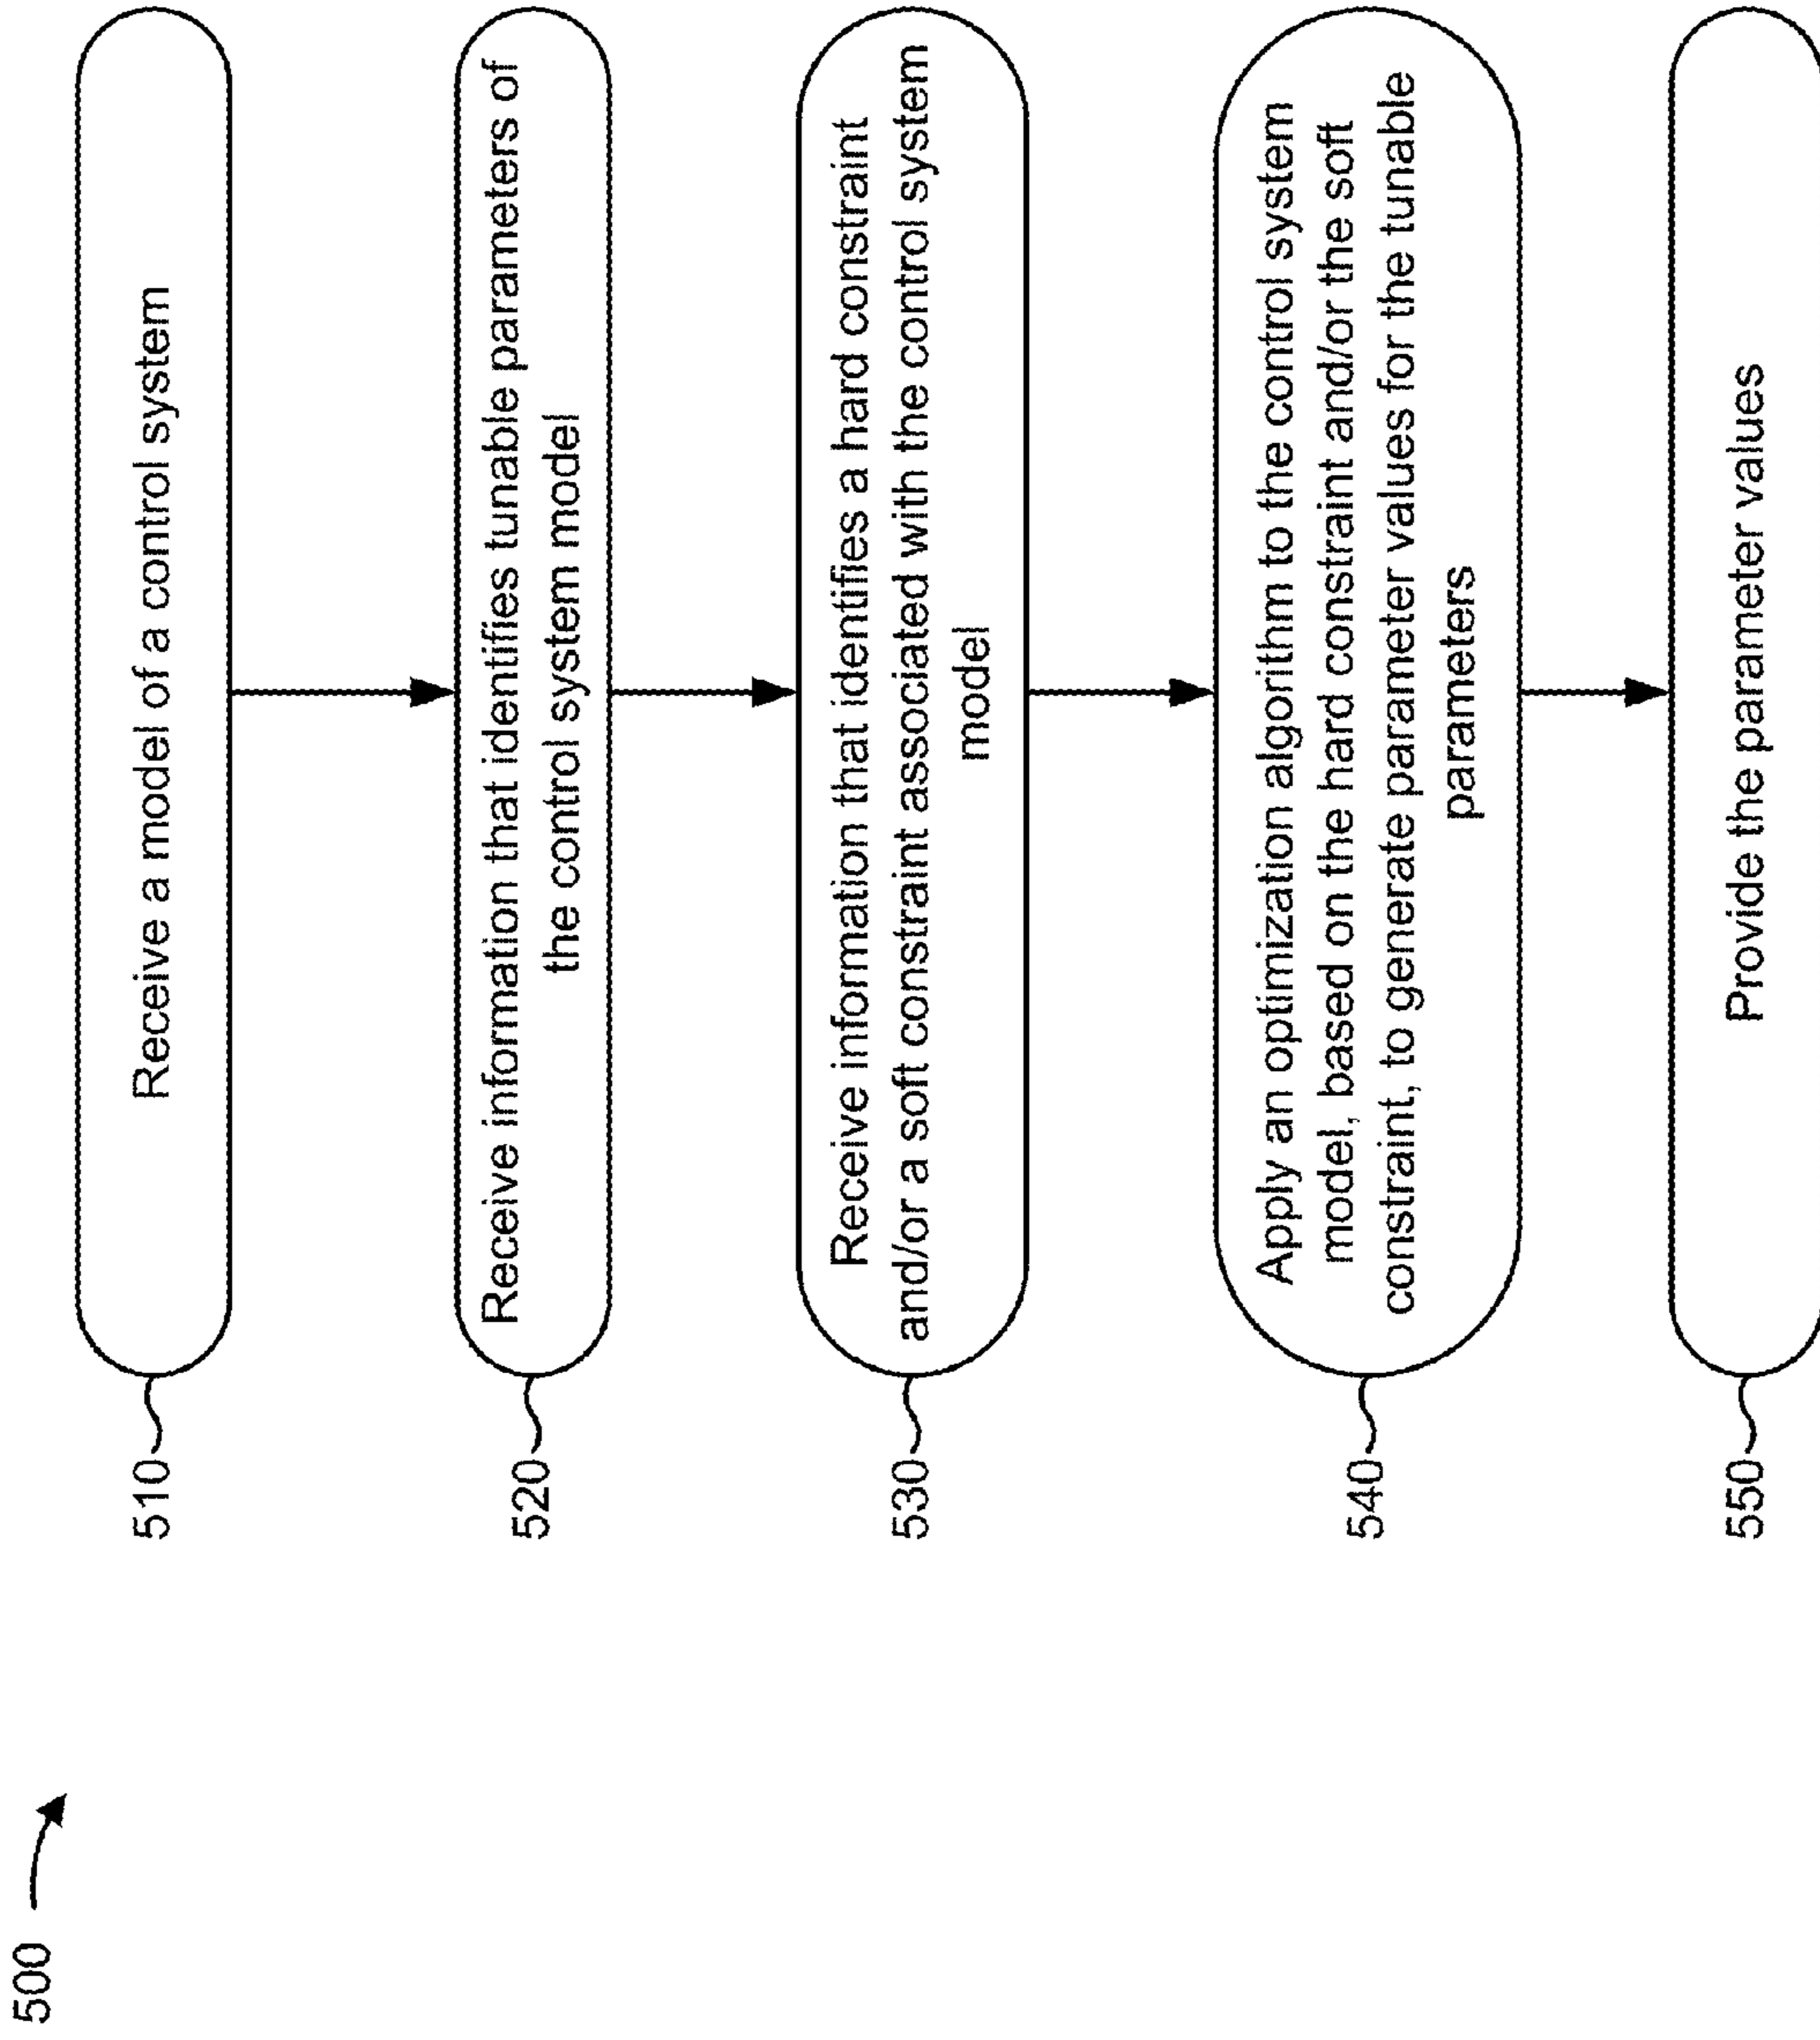 500
510
Receive a model of a control system
520
Receive information that identifies tunable parameters of
the control system model
530
Receive information that identifies a hard constraint
and/or a soft constraint associated with the control system
model
540
Apply an optimization algorithm to the control system
model, based on the hard constraint and/or the soft
constraint, to generate parameter values for the tunable
parameters
550
Provide the parameter values